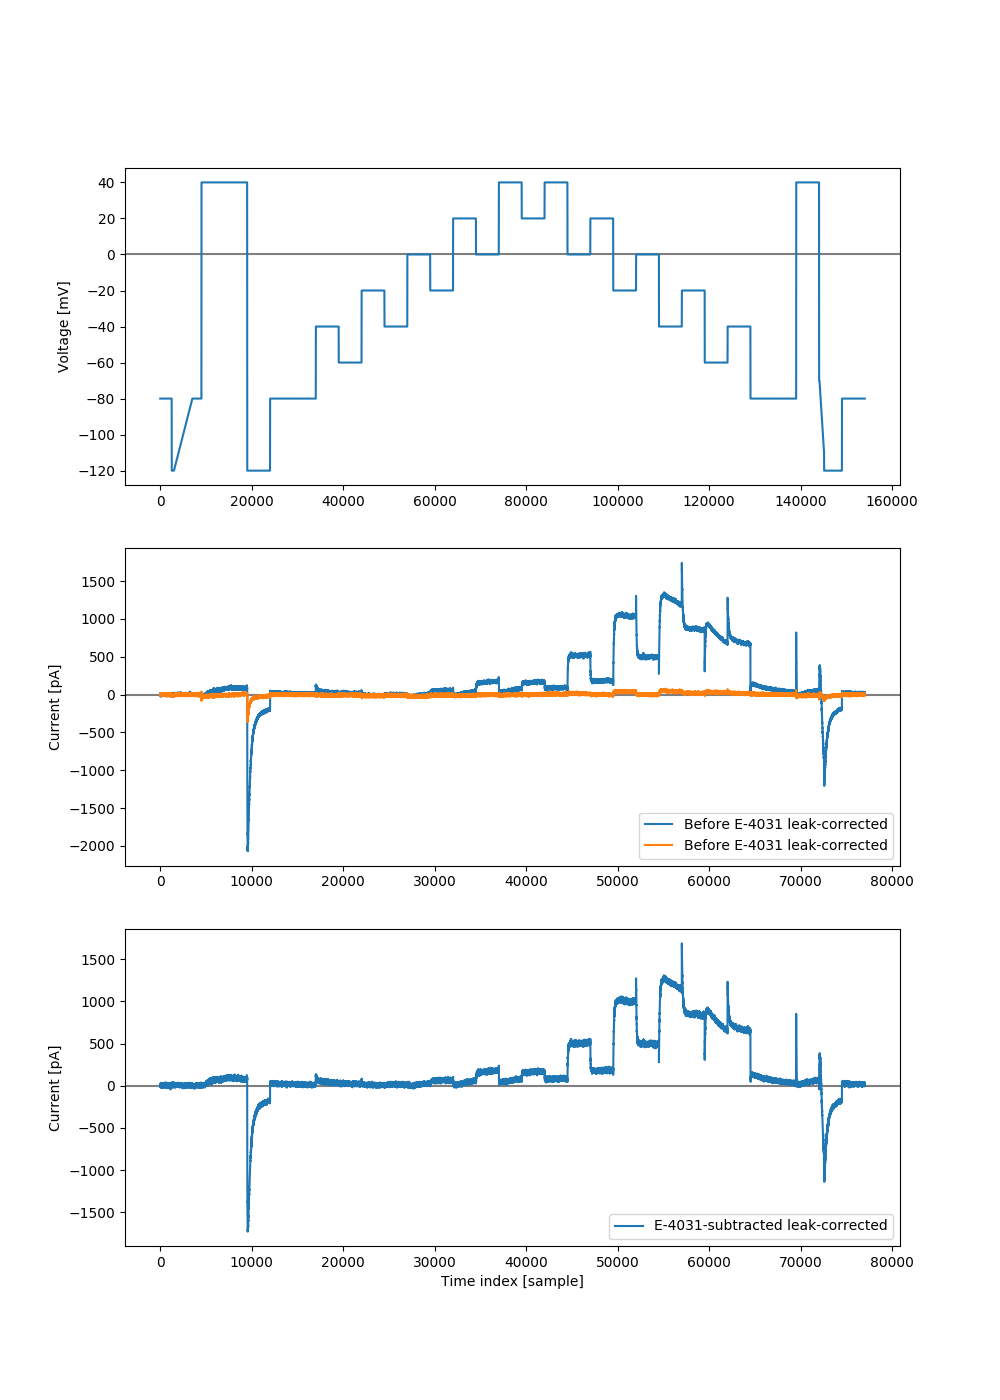 40
20
0
−20
−40
−60
−80
−100
−120
Voltage [mV]
0 20000 40000 60000 80000 100000 120000 140000 160000
1500
1000
500
0
−500
−1000
−1500
−2000
Current [pA]
Before E-4031 leak-corrected
Before E-4031 leak-corrected
0 10000 20000 30000 40000 50000 60000 70000 80000
1500
1000
500
0
−500
−1000
−1500
Current [pA]
E-4031-subtracted leak-corrected
0 10000 20000 30000 40000 50000 60000 70000 80000
Time index [sample]